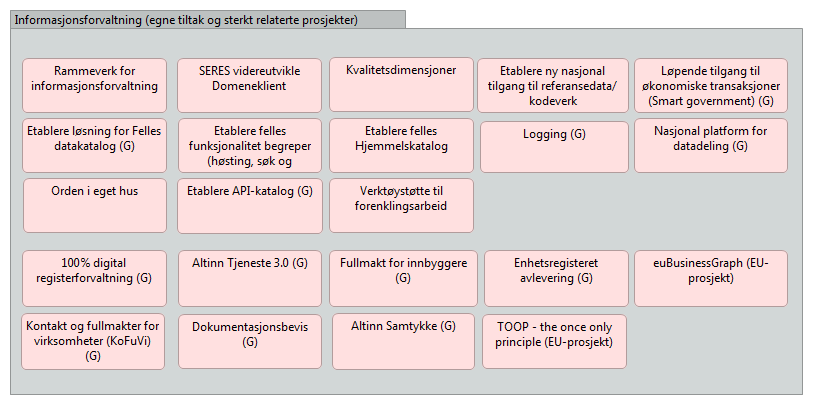 Informasjonsforvaltning (egne tiltak og sterkt relaterte prosjekter)
Rammeverk for
informasjonsforvaltning
SERES videreutvikle
Domeneklient
Kvalitetsdimensjoner
Etablere ny nasjonal
tilgang til referansedata/
kodeverk
Løpende tilgang til
økonomiske transaksjoner
(Smart government) (G)
Etablere løsning for Felles
datakatalog (G)
Etablere felles
funksjonalitet begreper
(høsting, søk og
Etablere felles
Hjemmelskatalog
Logging (G)
Nasjonal platform for
datadeling (G)
Orden i eget hus
Etablere API-katalog (G)
Verktøystøtte til
forenklingsarbeid
100% digital
registerforvaltning (G)
Altinn Tjeneste 3.0 (G)
Fullmakt for innbyggere
(G)
Enhetsregisteret
avlevering (G)
euBusinessGraph (EU-
prosjekt)
Kontakt og fullmakter for
virksomheter (KoFuVi)
(G)
Dokumentasjonsbevis
(G)
Altinn Samtykke (G)
TOOP - the once only
principle (EU-prosjekt)